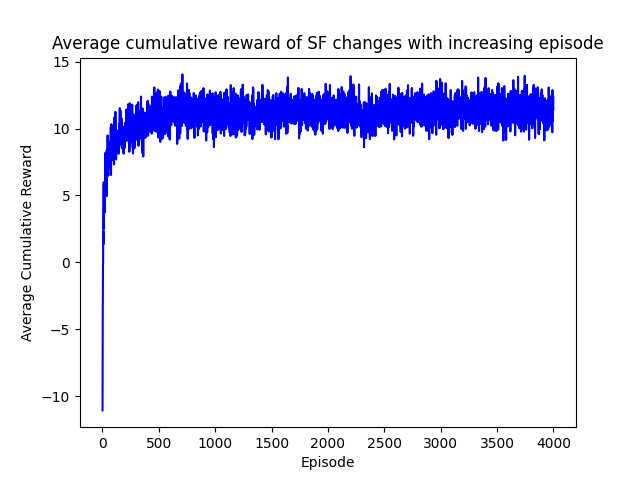 Average cumulative reward of SF changes with increasing episode
15
10
5
0
−5
−10
Average Cumulative Reward
0 500 1000 1500 2000 2500 3000 3500 4000
Episode